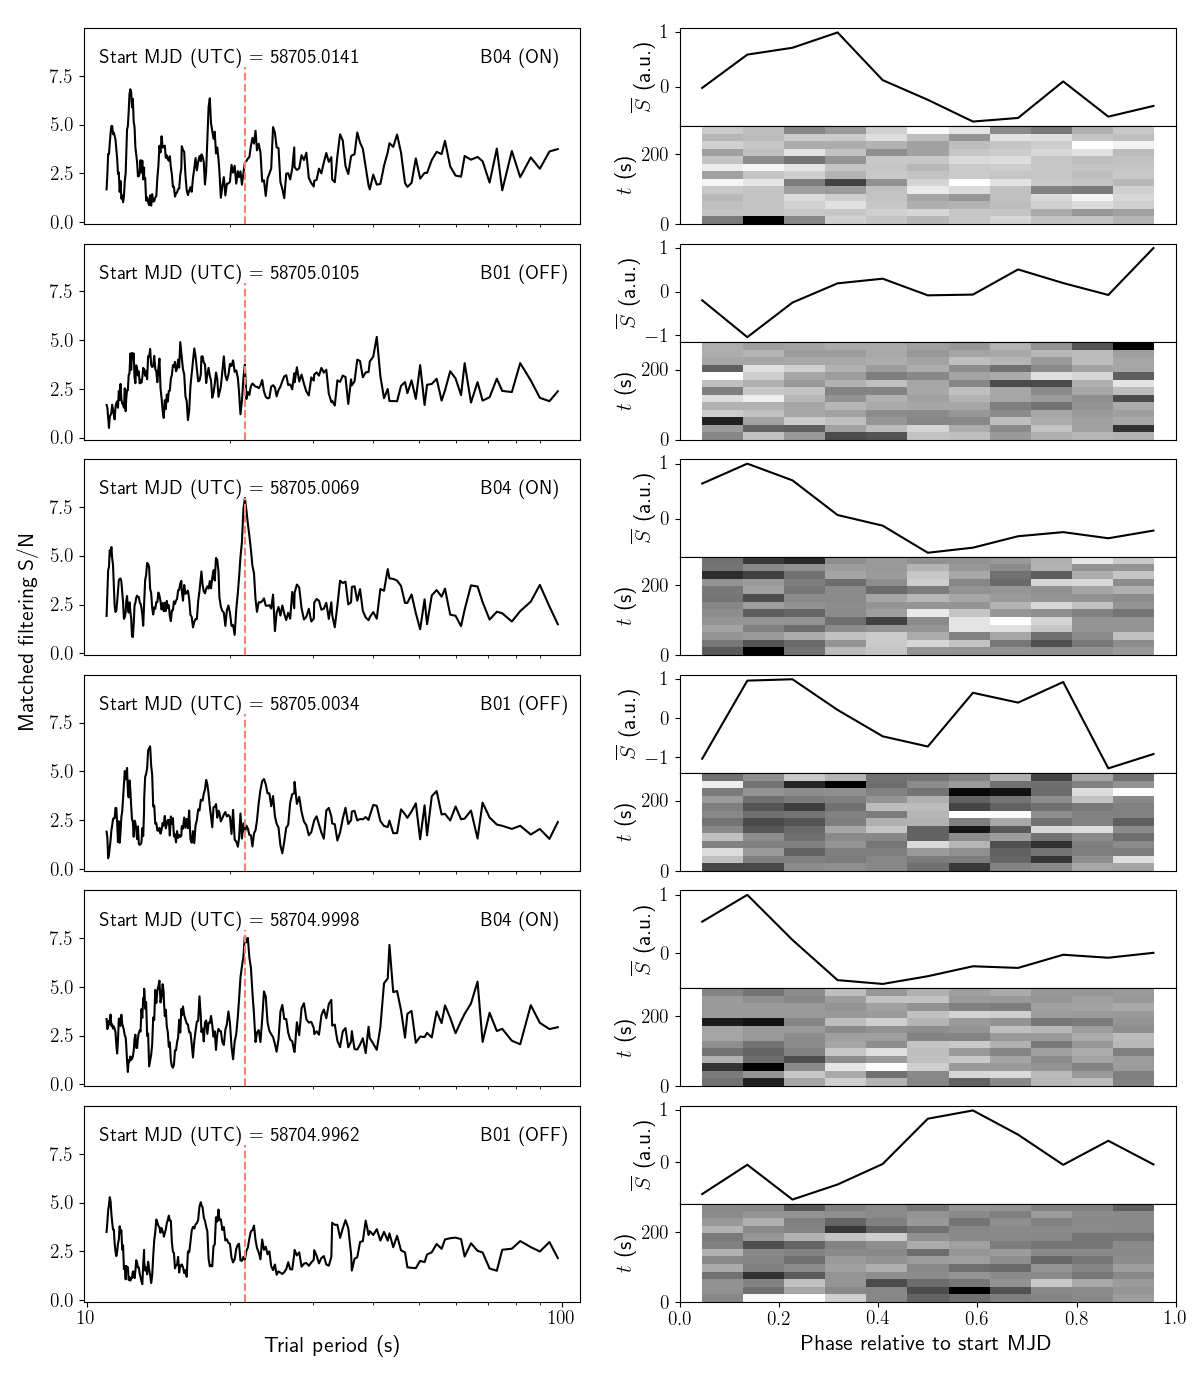 Start MJD (UTC) = 58705.0141 B04 (ON)
7.5
5.0
2.5
0.0
1
0
S̅ (a.u.)
200
0
t (s)
Start MJD (UTC) = 58705.0105 B01 (OFF)
7.5
5.0
2.5
0.0
1
0
−1
S̅ (a.u.)
200
0
t (s)
Start MJD (UTC) = 58705.0069 B04 (ON)
7.5
5.0
2.5
0.0
1
0
S̅ (a.u.)
200
0
t (s)
Matched filtering S/N
Start MJD (UTC) = 58705.0034 B01 (OFF)
7.5
5.0
2.5
0.0
1
0
−1
S̅ (a.u.)
200
0
t (s)
Start MJD (UTC) = 58704.9998 B04 (ON)
7.5
5.0
2.5
0.0
1
0
S̅ (a.u.)
200
0
t (s)
Start MJD (UTC) = 58704.9962 B01 (OFF)
7.5
5.0
2.5
0.0
10 100
Trial period (s)
1
0
S̅ (a.u.)
200
0
t (s)
0.0 0.2 0.4 0.6 0.8 1.0
Phase relative to start MJD